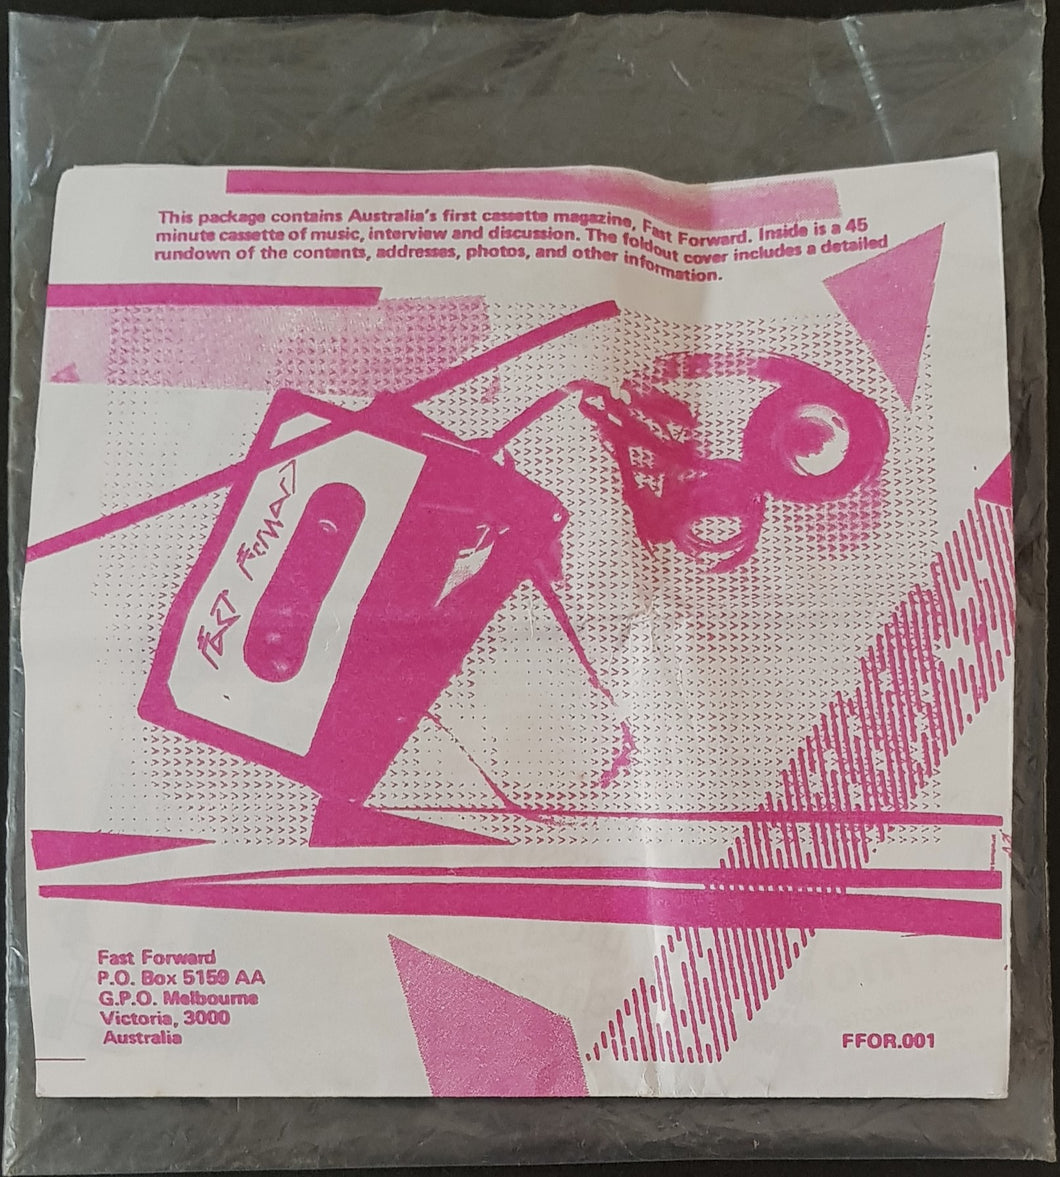 This package contains Australia's first cassette magazine, Fast Forward. Inside is a 45
minute cassette of music, interview and discussion. The foldout cover includes a detailed
rundown of the contents, addresses, photos, and other information.
FAST FORWARD
Fast Forward
P.O. Box 5159 AA
G.P.O. Melbourne
Victoria, 3000
Australia
FFOR.001